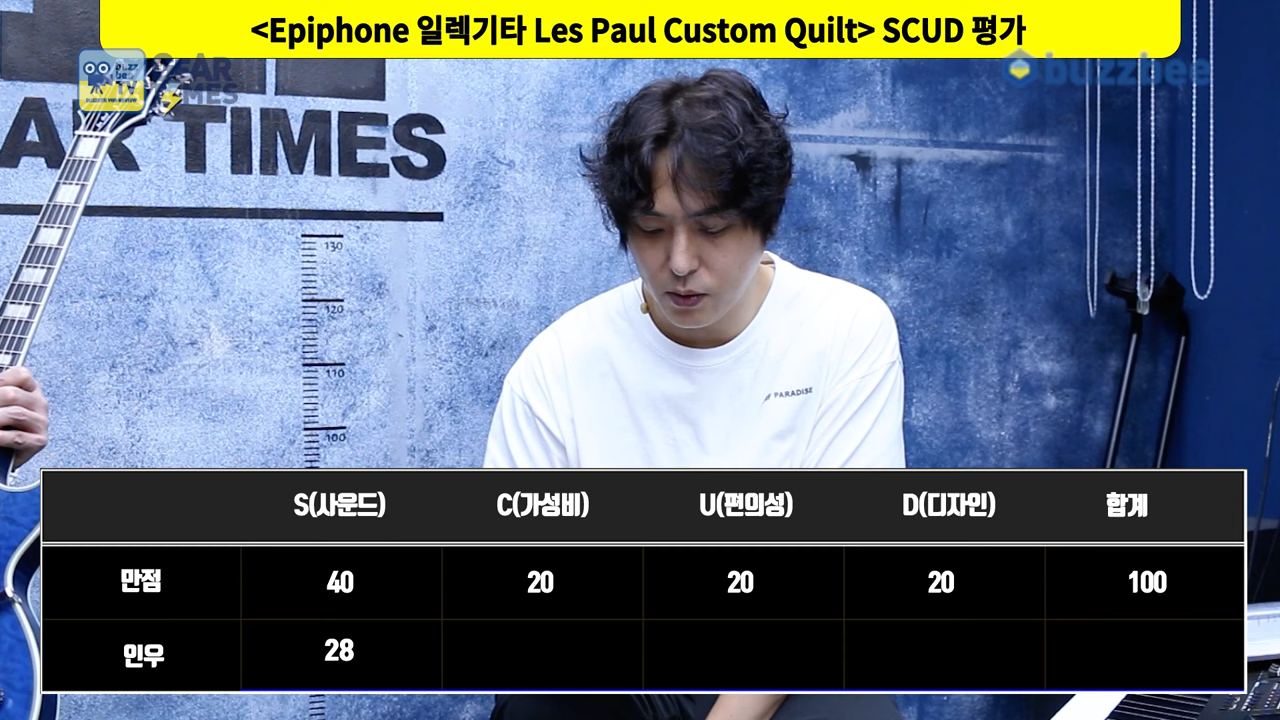 <Epiphone 일렉기타 Les Paul Custom Quilt> SCUD 평가
buzzbee
GEAR TIMES
AR TIMES
130
120
110
100
PARADISE
S(사운드) C(가성비) U(편의성) D(디자인) 합계
만점 40 20 20 20 100
인우 28